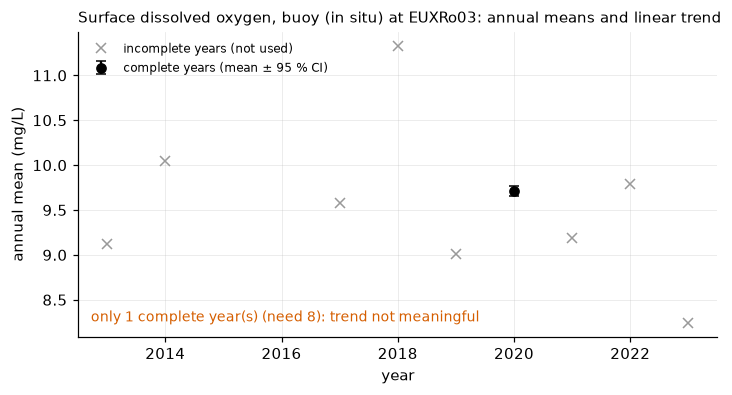 Surface dissolved oxygen, buoy (in situ) at EUXRo03: annual means and linear trend
incomplete years (not used)
complete years (mean ± 95 % CI)
annual mean (mg/L)
11.0
10.5
10.0
9.5
9.0
8.5
only 1 complete year(s) (need 8): trend not meaningful
2014
2016
2018
2020
2022
year